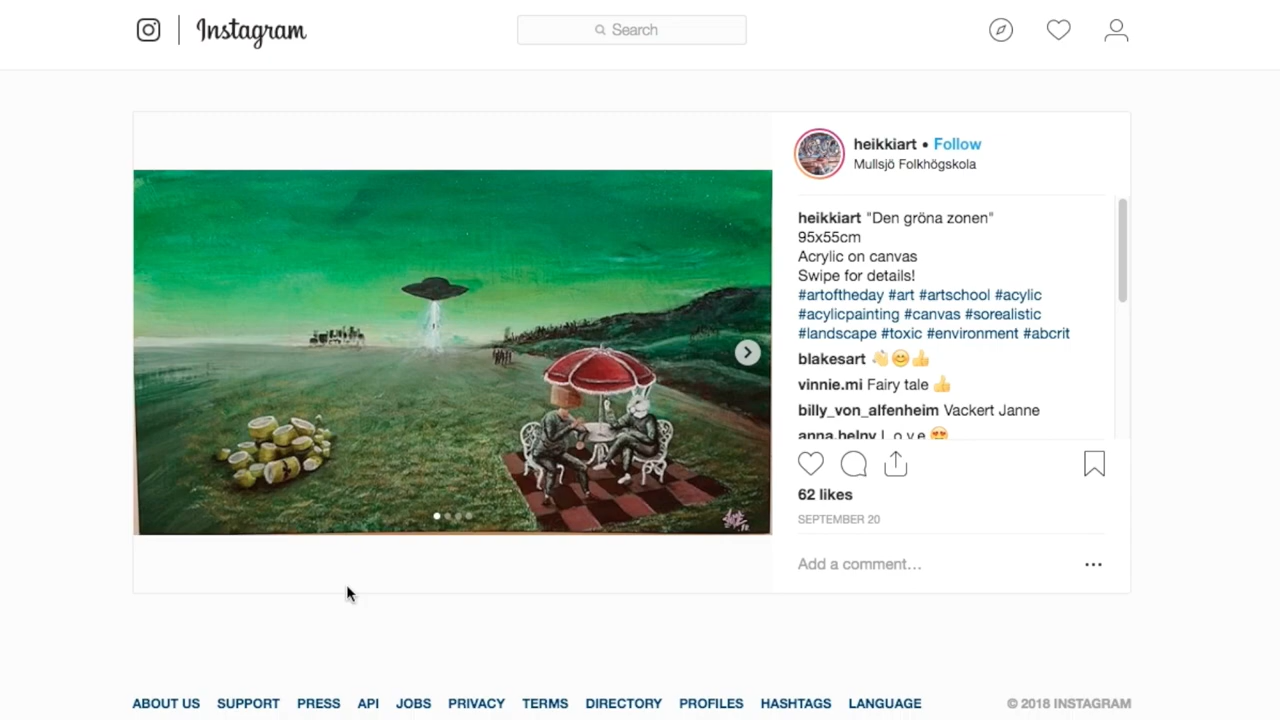 Instagram
Search
heikkiart • Follow
Mullsjö Folkhögskola
heikkiart "Den gröna zonen"
95x55cm
Acrylic on canvas
Swipe for details!
#artoftheday #art #artschool #acylic
#acylicpainting #canvas #sorealistic
#landscape #toxic #environment #abcrit
blakesart 👏😊👍
vinnie.mi Fairy tale 👍
billy_von_alfenheim Vackert Janne
anna.helny L o v e 😍
62 likes
SEPTEMBER 20
Add a comment…
ABOUT US SUPPORT PRESS API JOBS PRIVACY TERMS DIRECTORY PROFILES HASHTAGS LANGUAGE © 2018 INSTAGRAM